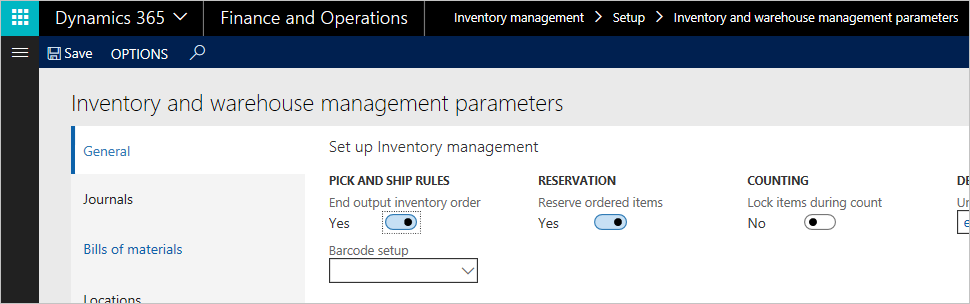 Dynamics 365 Finance and Operations Inventory management > Setup > Inventory and warehouse management parameters
Save OPTIONS
Inventory and warehouse management parameters
General
Journals
Bills of materials
Locations
Set up Inventory management
PICK AND SHIP RULES
End output inventory order
Yes
Barcode setup
RESERVATION
Reserve ordered items
Yes
COUNTING
Lock items during count
No